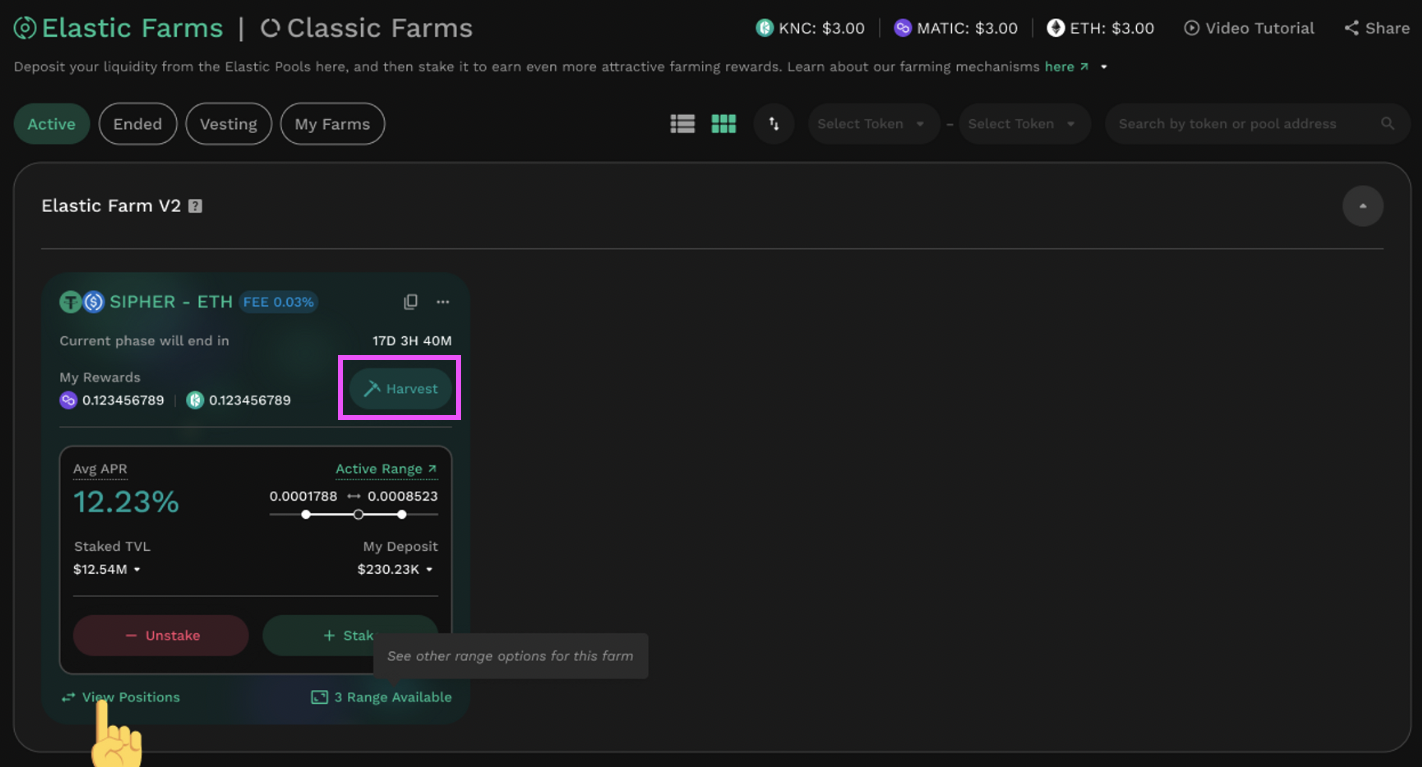 Elastic Farms | Classic Farms
KNC: $3.00 MATIC: $3.00 ETH: $3.00 Video Tutorial Share
Deposit your liquidity from the Elastic Pools here, and then stake it to earn even more attractive farming rewards. Learn about our farming mechanisms here ↗
Active Ended Vesting My Farms
Select Token – Select Token Search by token or pool address
Elastic Farm V2 ?
SIPHER - ETH FEE 0.03% ...
Current phase will end in 17D 3H 40M
My Rewards
0.123456789 | 0.123456789
Harvest
Avg APR Active Range ↗
12.23% 0.0001788 ↔ 0.0008523
Staked TVL My Deposit
$12.54M $230.23K
− Unstake + Stak
See other range options for this farm
View Positions 3 Range Available